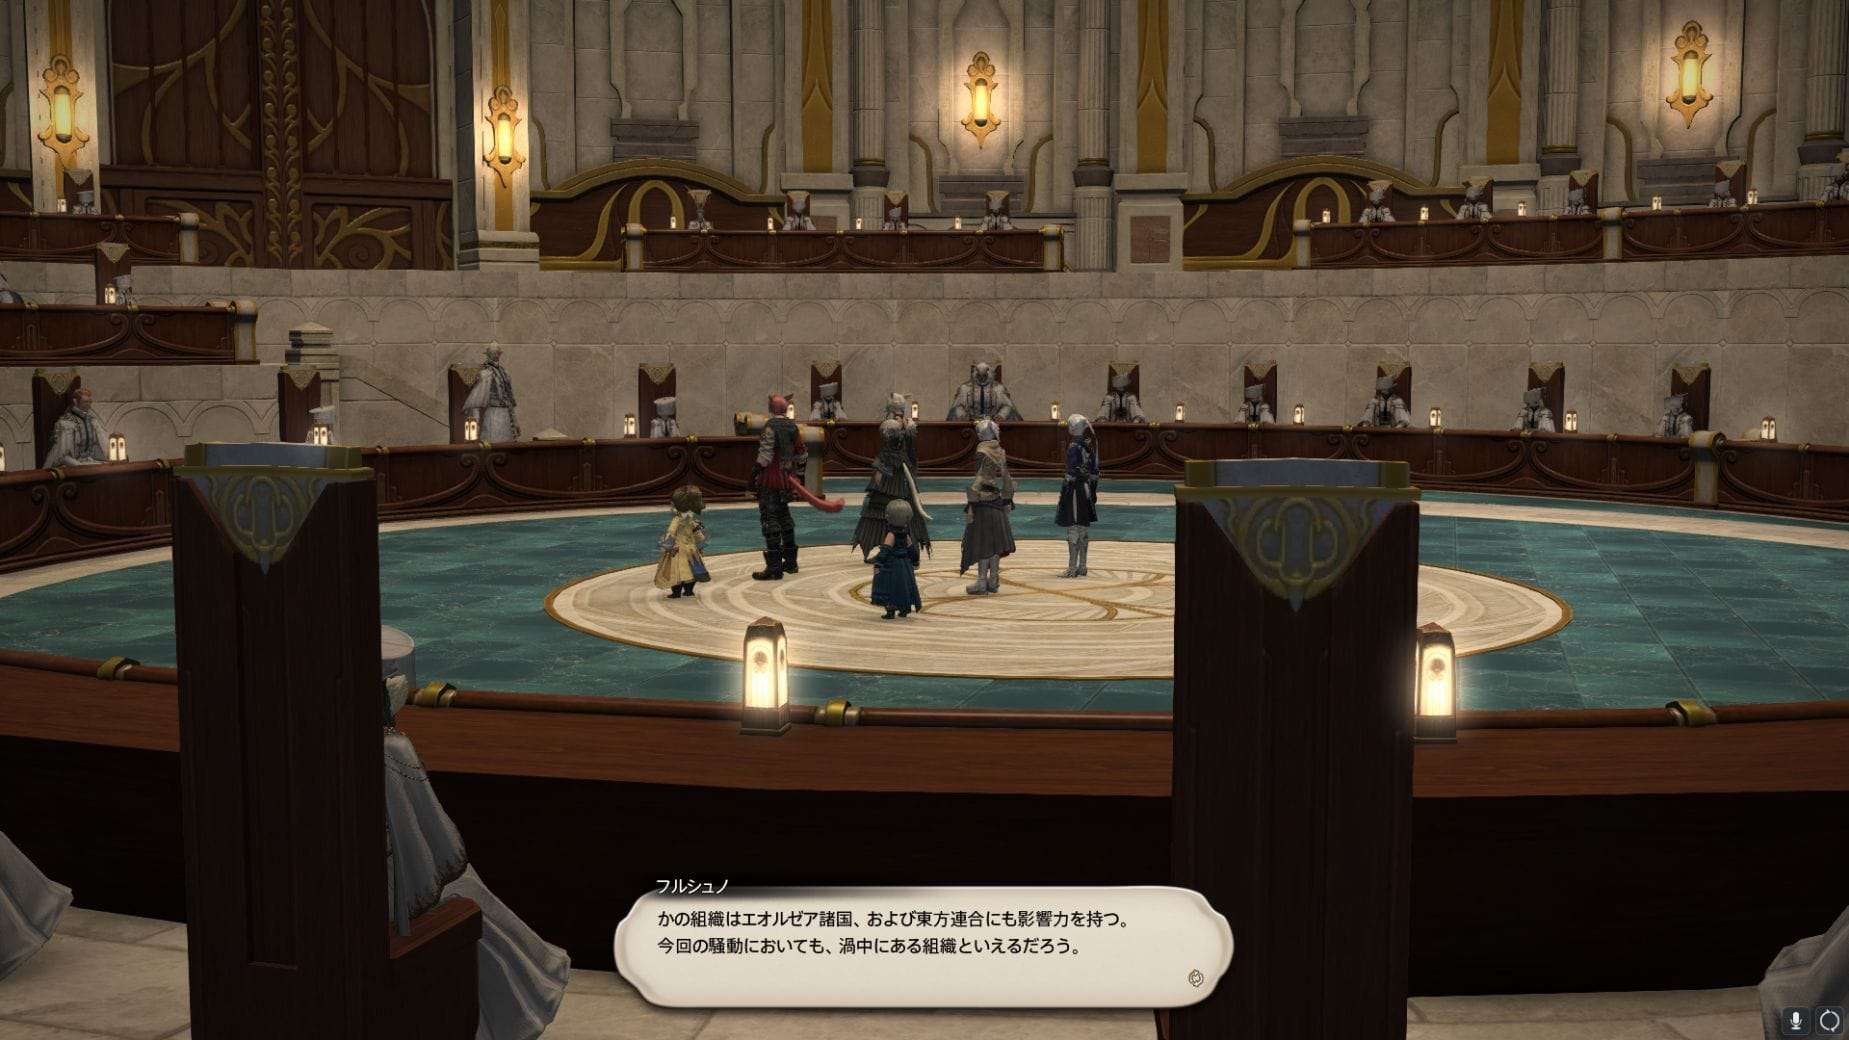 フルシュノ
かの組織はエオルゼア諸国、および東方連合にも影響力を持つ。
今回の騒動においても、渦中にある組織といえるだろう。